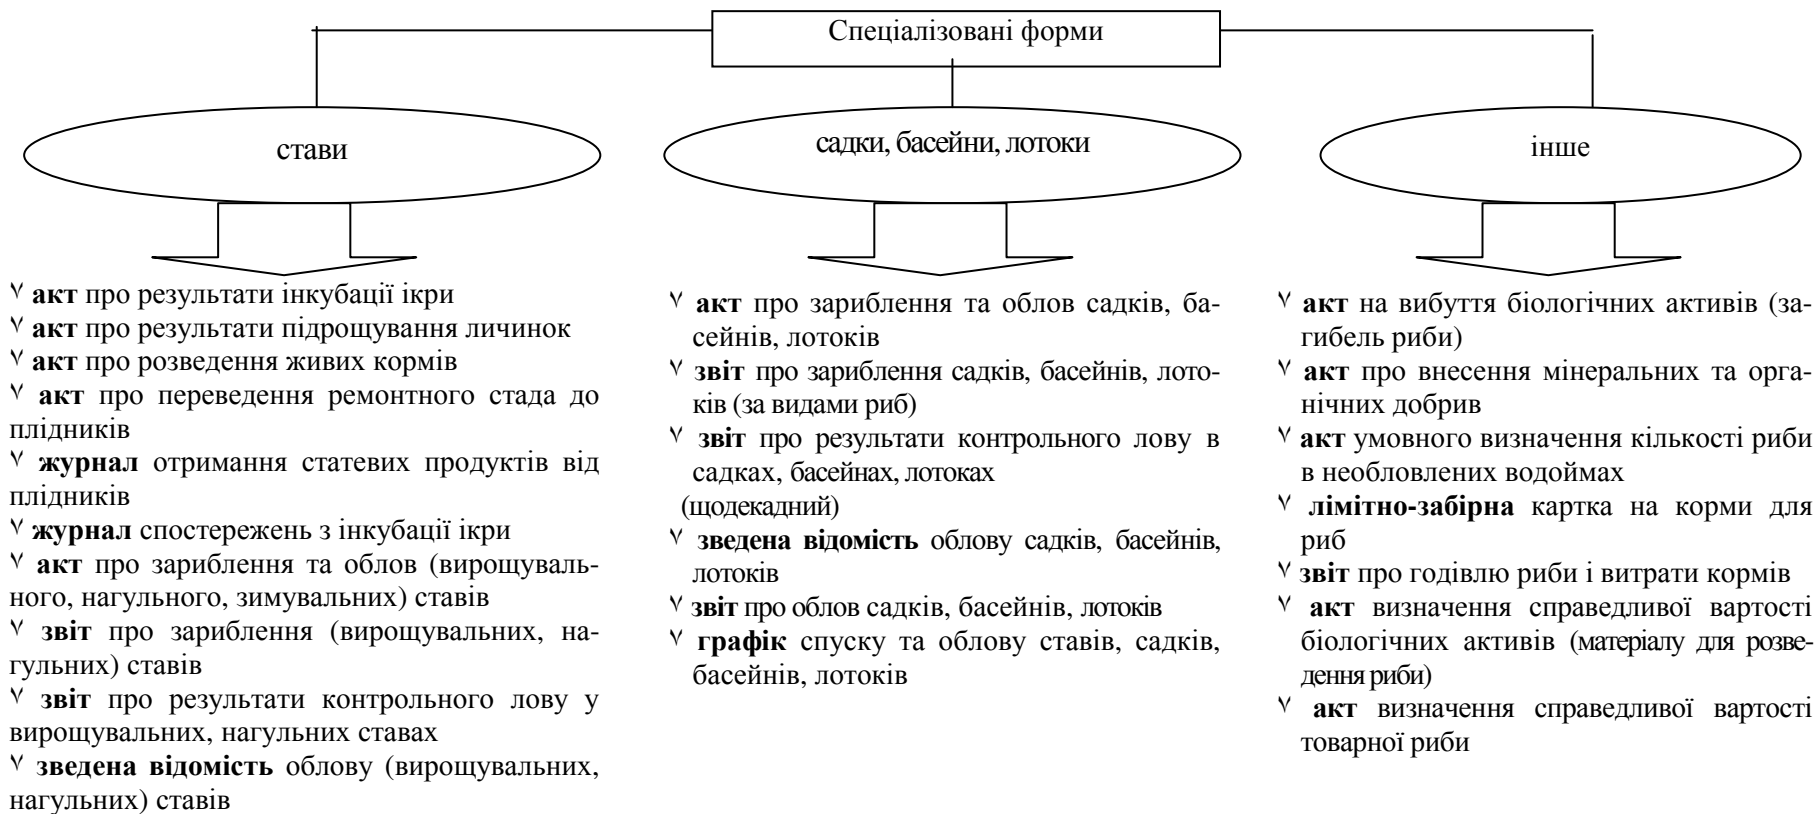 Спеціалізовані форми
стави
садки, басейни, лотоки
інше
˅ акт про результати інкубації ікри
˅ акт про результати підрощування личинок
˅ акт про розведення живих кормів
˅ акт про переведення ремонтного стада до
плідників
˅ журнал отримання статевих продуктів від
плідників
˅ журнал спостережень з інкубації ікри
˅ акт про зариблення та облов (вирощуваль-
ного, нагульного, зимувальних) ставів
˅ звіт про зариблення (вирощувальних, на-
гульних) ставів
˅ звіт про результати контрольного лову у
вирощувальних, нагульних ставах
˅ зведена відомість облову (вирощувальних,
нагульних) ставів
˅ акт про зариблення та облов садків, ба-
сейнів, лотоків
˅ звіт про зариблення садків, басейнів, лото-
ків (за видами риб)
˅ звіт про результати контрольного лову в
садках, басейнах, лотоках
(щодекадний)
˅ зведена відомість облову садків, басейнів,
лотоків
˅ звіт про облов садків, басейнів, лотоків
˅ графік спуску та облову ставів, садків,
басейнів, лотоків
˅ акт на вибуття біологічних активів (за-
гибель риби)
˅ акт про внесення мінеральних та орга-
нічних добрив
˅ акт умовного визначення кількості риби
в необловлених водоймах
˅ лімітно-забірна картка на корми для
риб
˅ звіт про годівлю риби і витрати кормів
˅ акт визначення справедливої вартості
біологічних активів (матеріалу для розве-
дення риби)
˅ акт визначення справедливої вартості
товарної риби